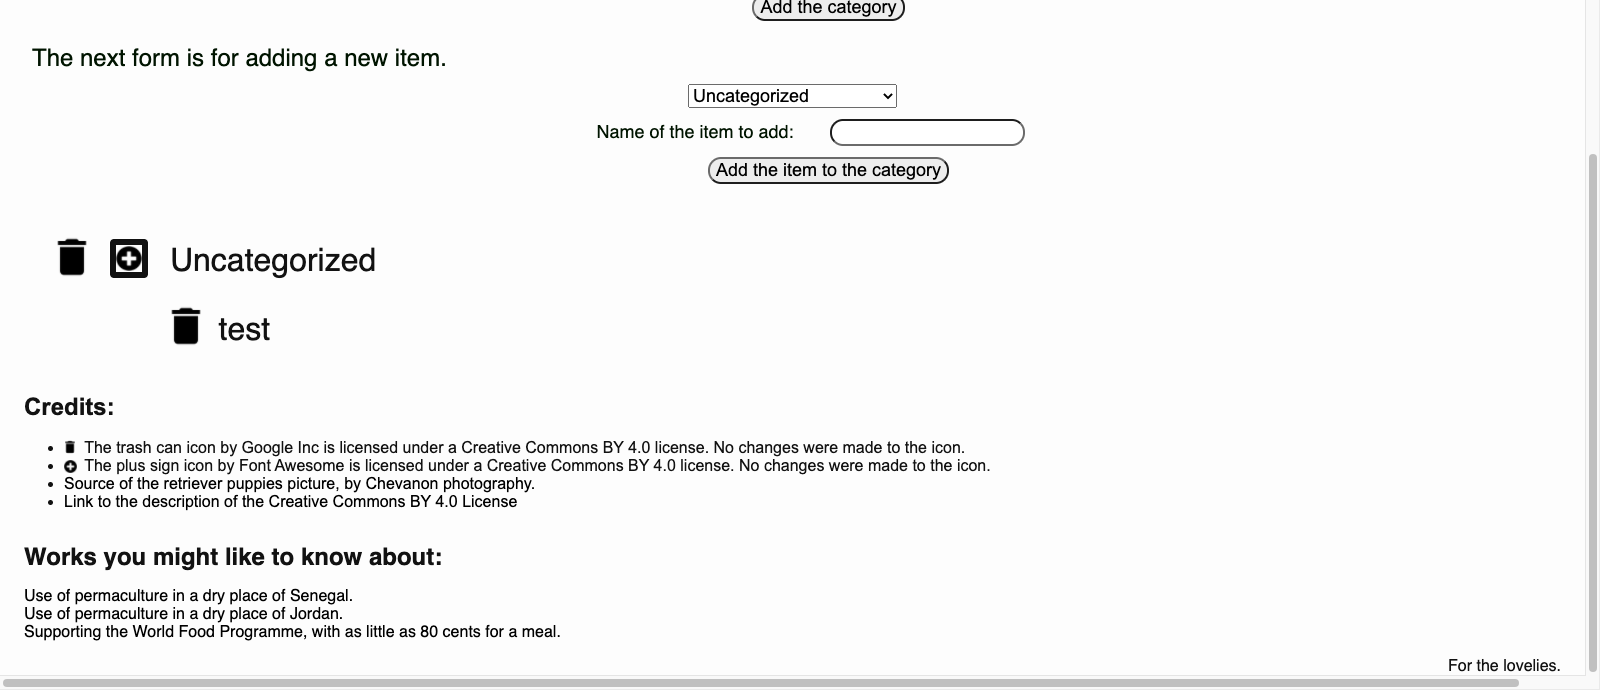 Add the category
The next form is for adding a new item.
Uncategorized
Name of the item to add:
Add the item to the category
Uncategorized
test
Credits:
The trash can icon by Google Inc is licensed under a Creative Commons BY 4.0 license. No changes were made to the icon.
The plus sign icon by Font Awesome is licensed under a Creative Commons BY 4.0 license. No changes were made to the icon.
Source of the retriever puppies picture, by Chevanon photography.
Link to the description of the Creative Commons BY 4.0 License
Works you might like to know about:
Use of permaculture in a dry place of Senegal.
Use of permaculture in a dry place of Jordan.
Supporting the World Food Programme, with as little as 80 cents for a meal.
For the lovelies.